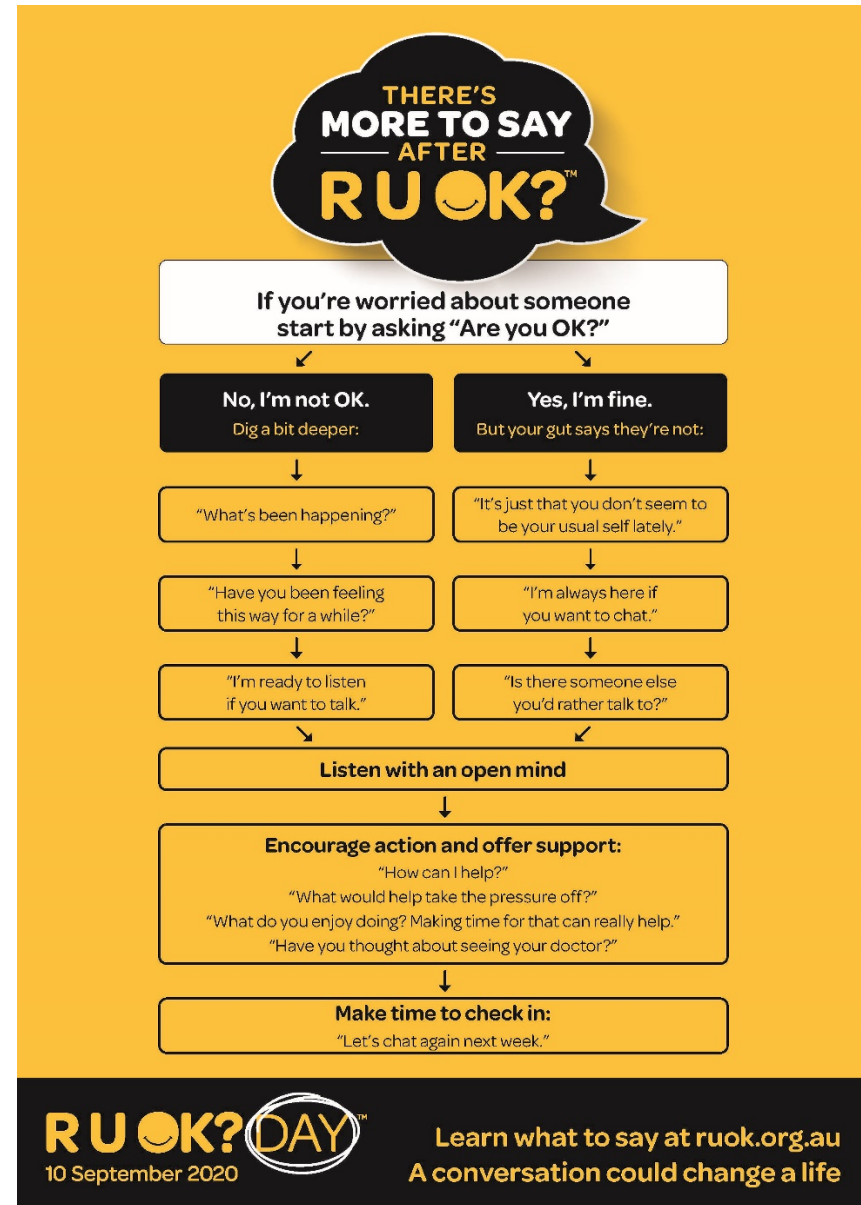 THERE'S
MORE TO SAY
AFTER
R U OK?™
If you're worried about someone
start by asking "Are you OK?"
No, I'm not OK.
Dig a bit deeper:
"What's been happening?"
"Have you been feeling
this way for a while?"
"I'm ready to listen
if you want to talk."
Yes, I'm fine.
But your gut says they're not:
"It's just that you don't seem to
be your usual self lately."
"I'm always here if
you want to chat."
"Is there someone else
you'd rather talk to?"
Listen with an open mind
Encourage action and offer support:
"How can I help?"
"What would help take the pressure off?"
"What do you enjoy doing? Making time for that can really help."
"Have you thought about seeing your doctor?"
Make time to check in:
"Let's chat again next week."
R U OK? DAY™
10 September 2020
Learn what to say at ruok.org.au
A conversation could change a life